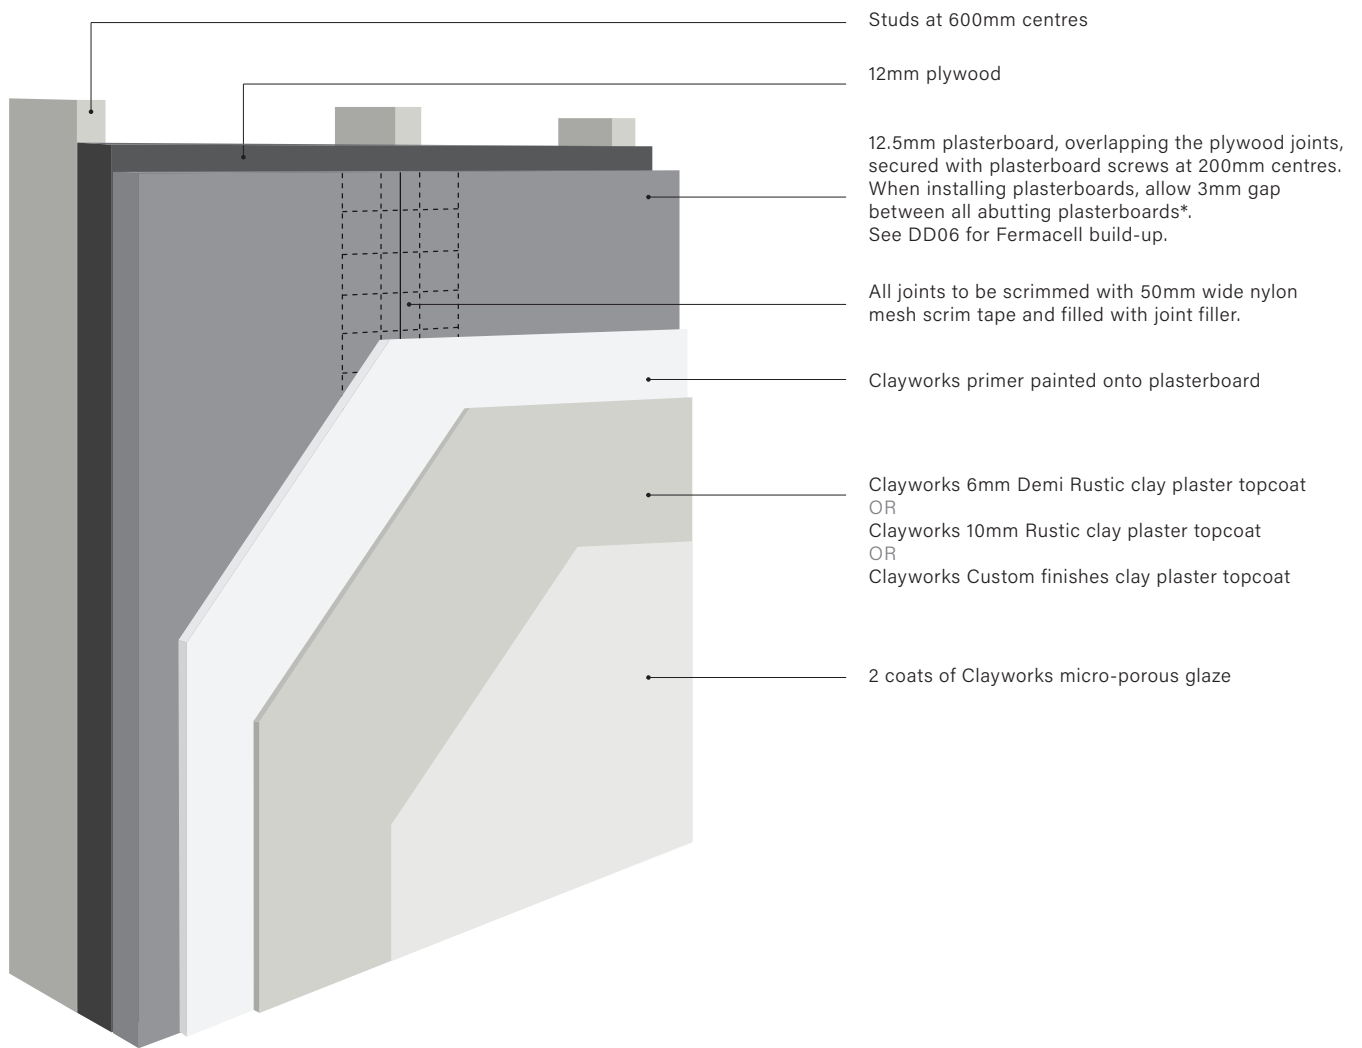 Studs at 600mm centres
12mm plywood
12.5mm plasterboard, overlapping the plywood joints,
secured with plasterboard screws at 200mm centres.
When installing plasterboards, allow 3mm gap
between all abutting plasterboards*.
See DD06 for Fermacell build-up.
All joints to be scrimmed with 50mm wide nylon
mesh scrim tape and filled with joint filler.
Clayworks primer painted onto plasterboard
Clayworks 6mm Demi Rustic clay plaster topcoat
OR
Clayworks 10mm Rustic clay plaster topcoat
OR
Clayworks Custom finishes clay plaster topcoat
2 coats of Clayworks micro-porous glaze